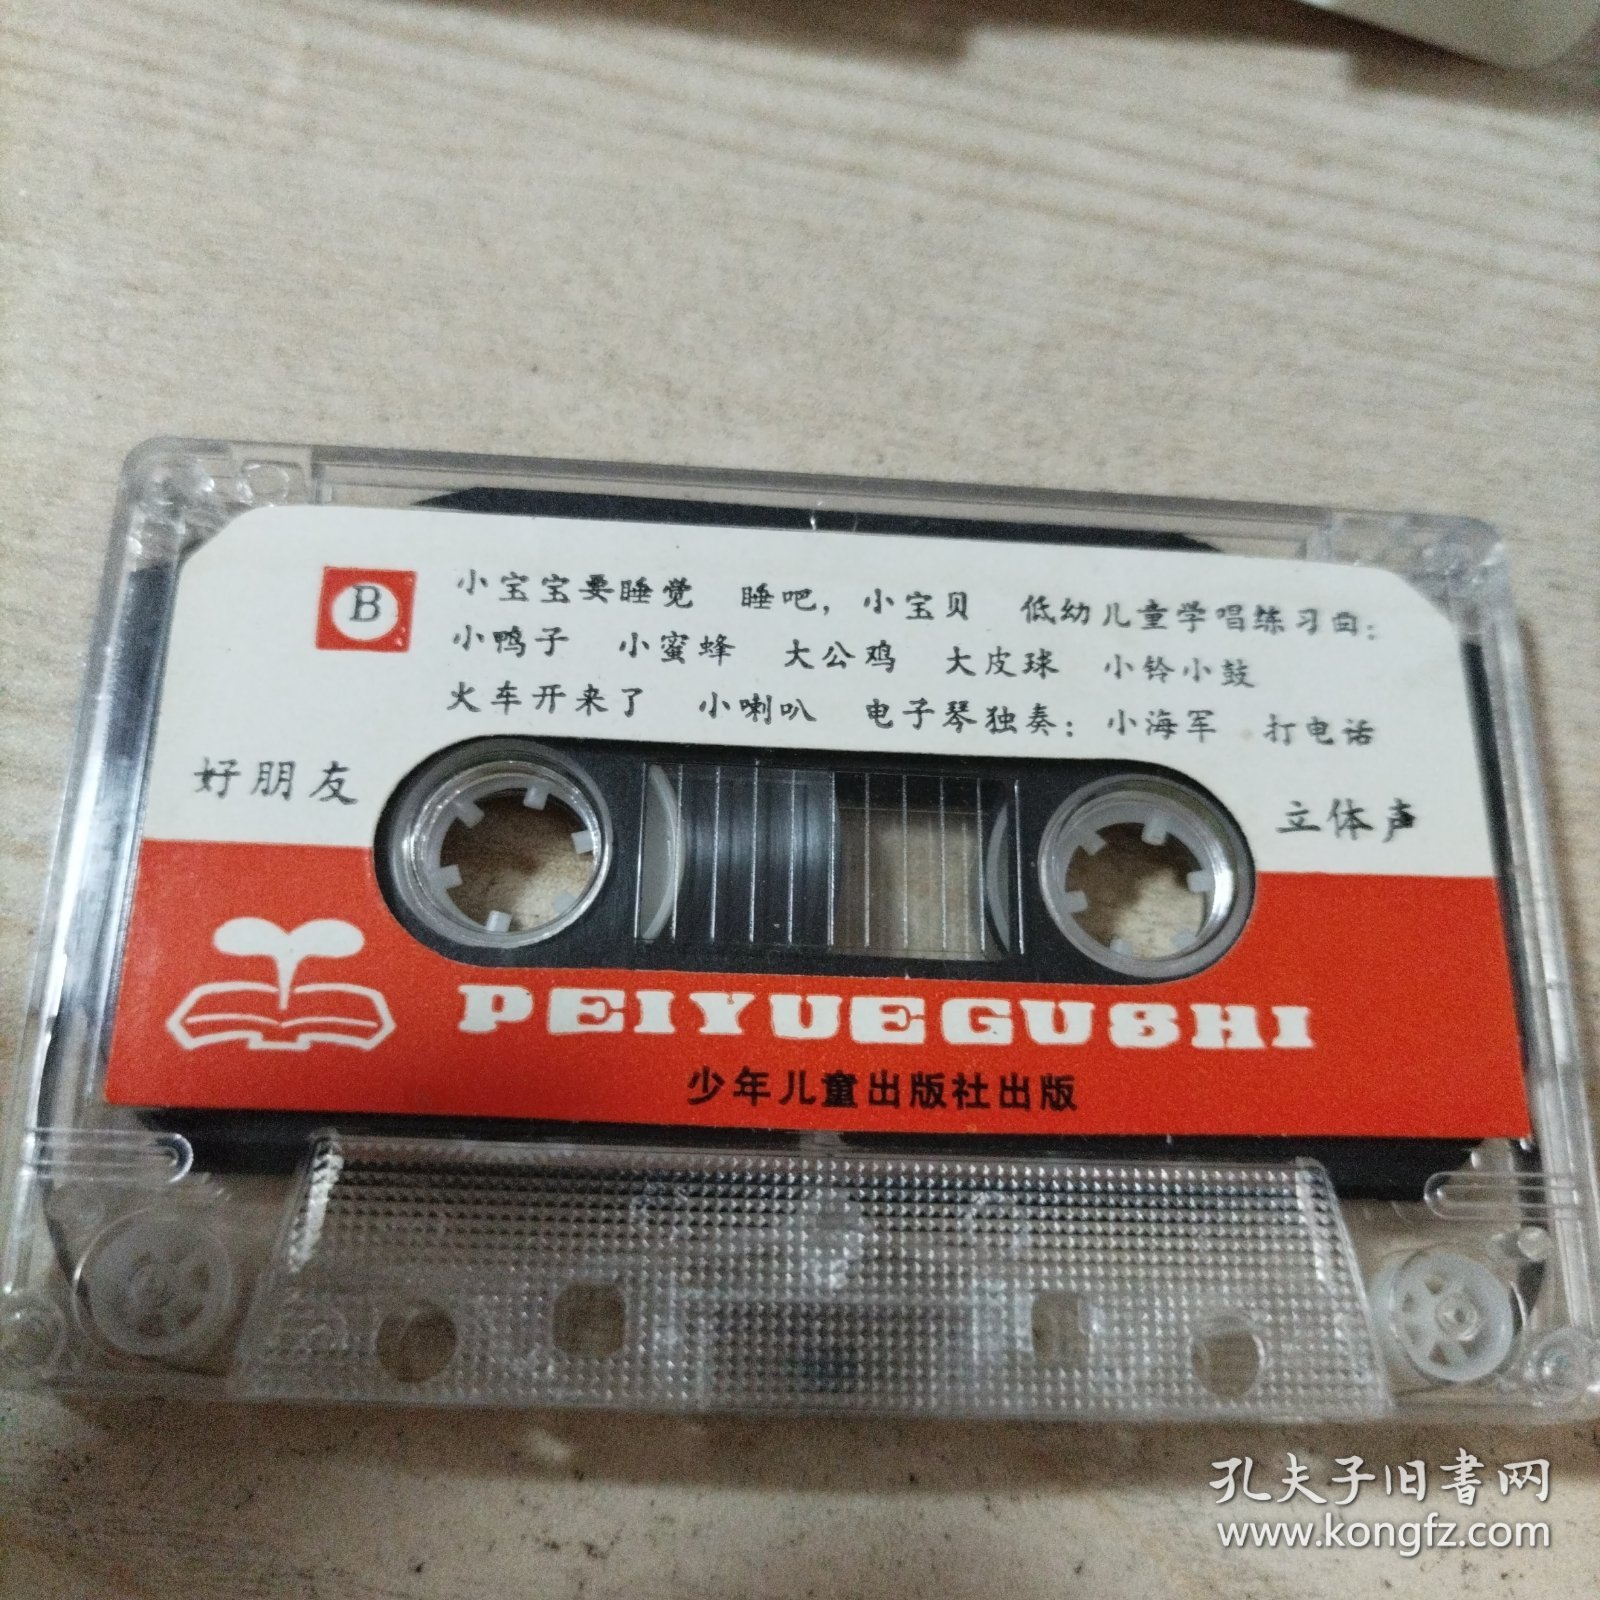 B
小宝宝要睡觉 睡吧，小宝贝 低幼儿童学唱练习曲：
小鸭子 小蜜蜂 大公鸡 大皮球 小铃小鼓
火车开来了 小喇叭 电子琴独奏：小海军 打电话
好朋友
立体声
PEIYUEGUSHI
少年儿童出版社出版
孔夫子旧书网
www.kongfz.com